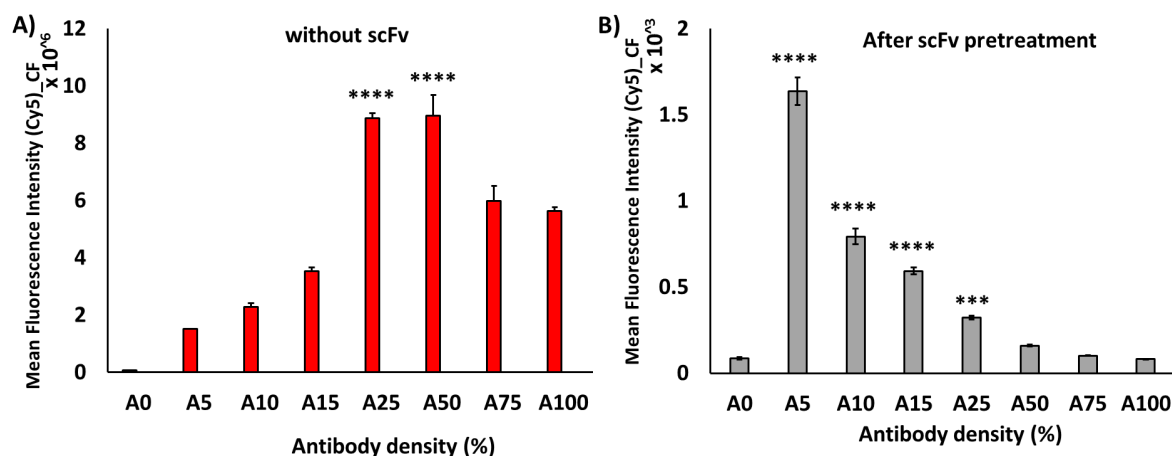 A)
without scFv
Mean Fluorescence Intensity (Cy5)_CF
x 10^6
12
10
8
6
4
2
0
****
****
A0 A5 A10 A15 A25 A50 A75 A100
Antibody density (%)
B)
After scFv pretreatment
Mean Fluorescence Intensity (Cy5)_CF
x 10^3
2
1.5
1
0.5
0
****
****
****
***
A0 A5 A10 A15 A25 A50 A75 A100
Antibody density (%)